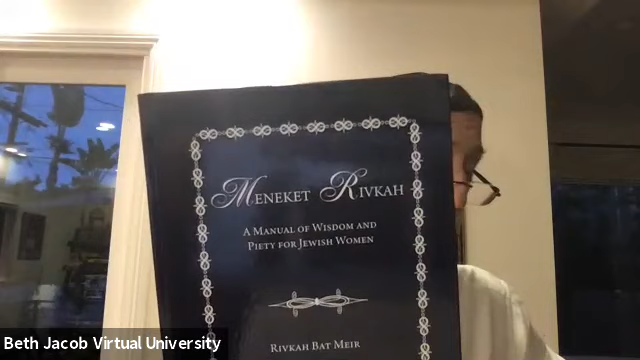 MENEKET RIVKAH
A MANUAL OF WISDOM AND
PIETY FOR JEWISH WOMEN
RIVKAH BAT MEIR
Beth Jacob Virtual University